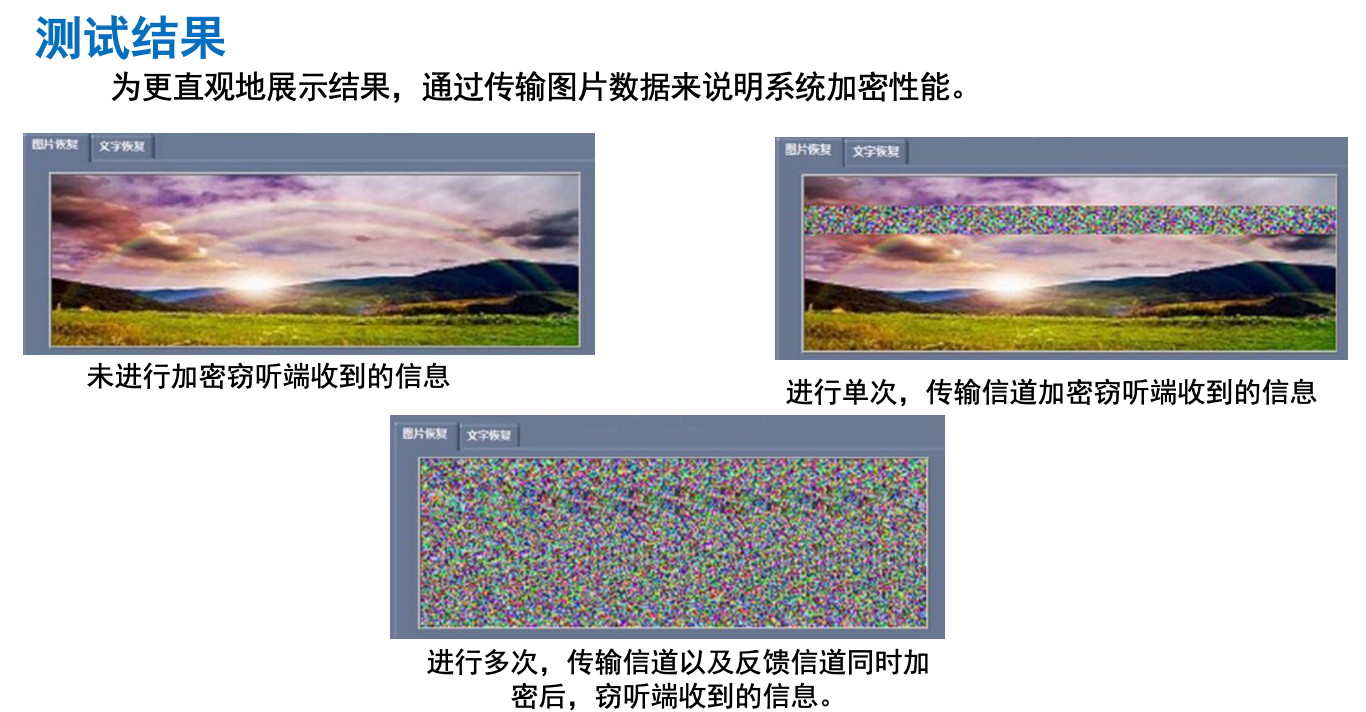 测试结果
为更直观地展示结果，通过传输图片数据来说明系统加密性能。
图片恢复 文字恢复
图片恢复 文字恢复
未进行加密窃听端收到的信息
进行单次，传输信道加密窃听端收到的信息
图片恢复 文字恢复
进行多次，传输信道以及反馈信道同时加
密后，窃听端收到的信息。